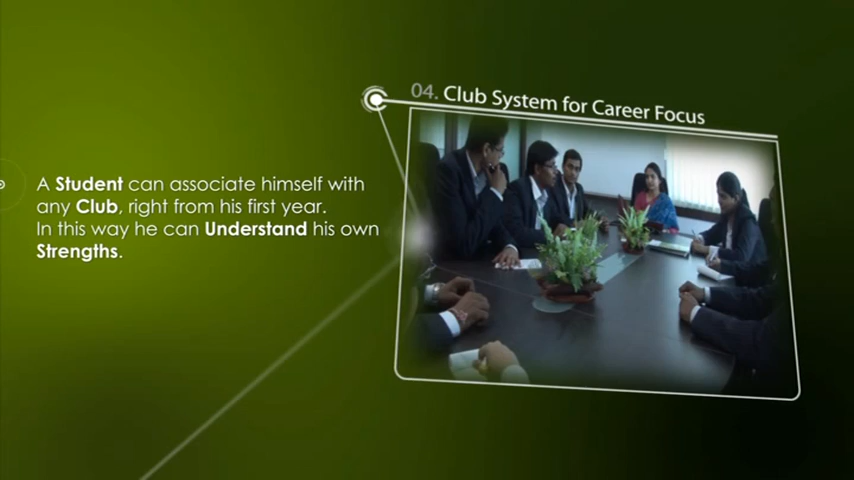 04. Club System for Career Focus
A Student can associate himself with
any Club, right from his first year.
In this way he can Understand his own
Strengths.